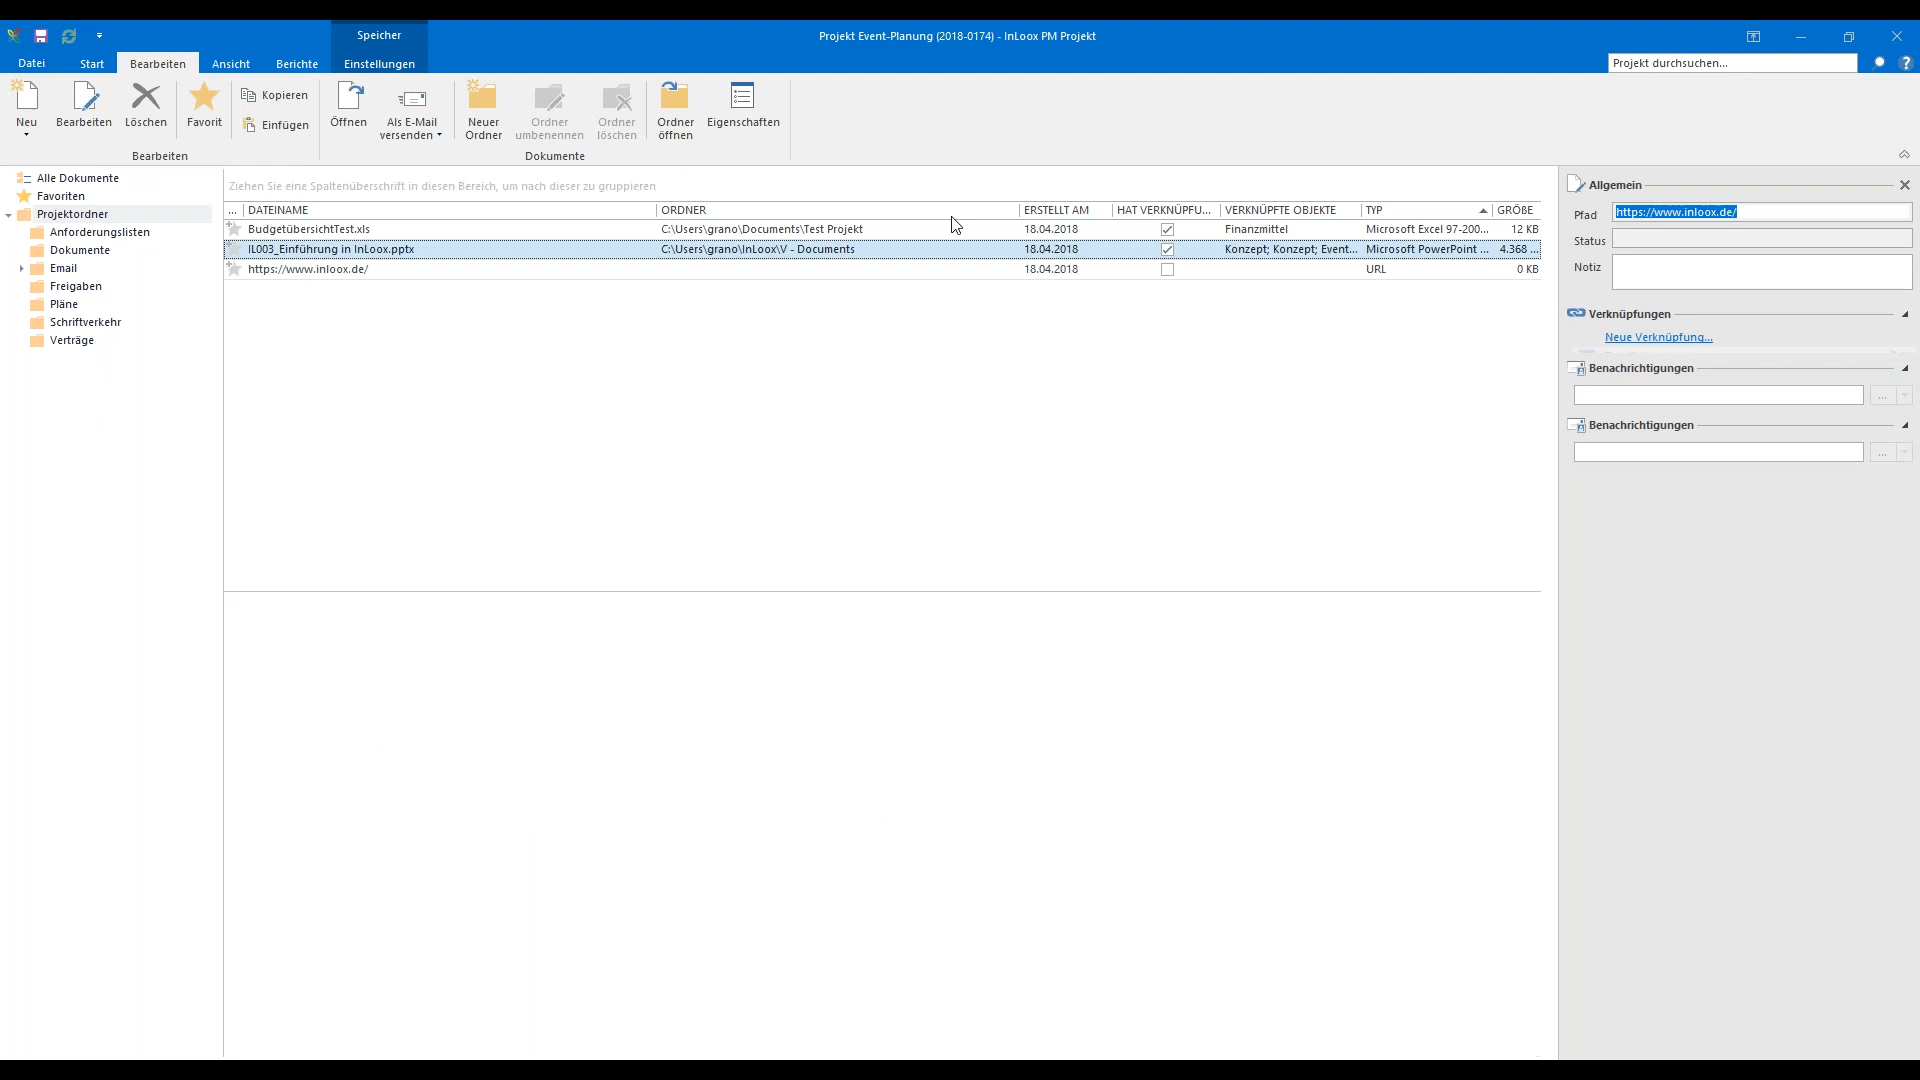 Speicher
Projekt Event-Planung (2018-0174) - InLoox PM Projekt
Datei Start Bearbeiten Ansicht Berichte Einstellungen
Projekt durchsuchen...
?
Neu
Bearbeiten
Löschen
Favorit
Kopieren
Einfügen
Bearbeiten
Öffnen
Als E-Mail
versenden
Neuer
Ordner
Ordner
umbenennen
Ordner
löschen
Ordner
öffnen
Eigenschaften
Dokumente
Alle Dokumente
Favoriten
Projektordner
Anforderungslisten
Dokumente
Email
Freigaben
Pläne
Schriftverkehr
Verträge
Ziehen Sie eine Spaltenüberschrift in diesen Bereich, um nach dieser zu gruppieren
... DATEINAME ORDNER ERSTELLT AM HAT VERKNÜPFU... VERKNÜPFTE OBJEKTE TYP GRÖßE
BudgetübersichtTest.xls C:\Users\grano\Documents\Test Projekt 18.04.2018 Finanzmittel Microsoft Excel 97-200... 12 KB
IL003_Einführung in InLoox.pptx C:\Users\grano\InLoox\V - Documents 18.04.2018 Konzept; Konzept; Event... Microsoft PowerPoint ... 4.368 ...
https://www.inloox.de/ 18.04.2018 URL 0 KB
Allgemein
Pfad https://www.inloox.de/
Status
Notiz
Verknüpfungen
Neue Verknüpfung...
Benachrichtigungen
...
Benachrichtigungen
...